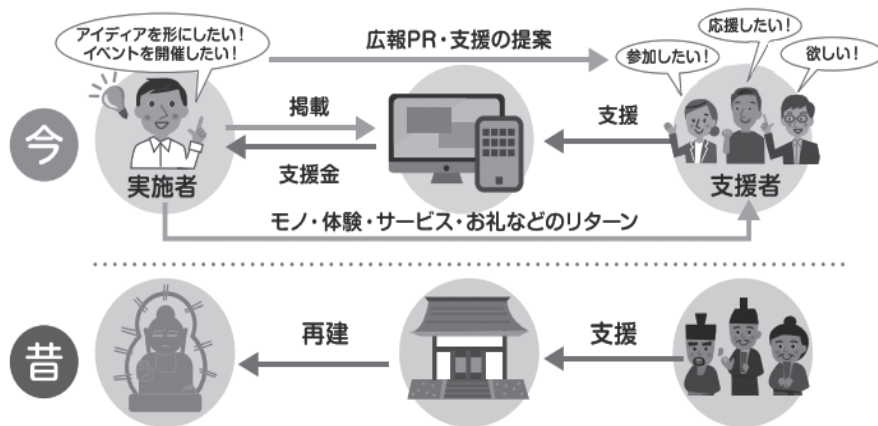 アイディアを形にしたい！
イベントを開催したい！
広報PR・支援の提案
応援したい！
参加したい！
欲しい！
今
掲載
支援
支援金
実施者
支援者
モノ・体験・サービス・お礼などのリターン
昔
再建
支援